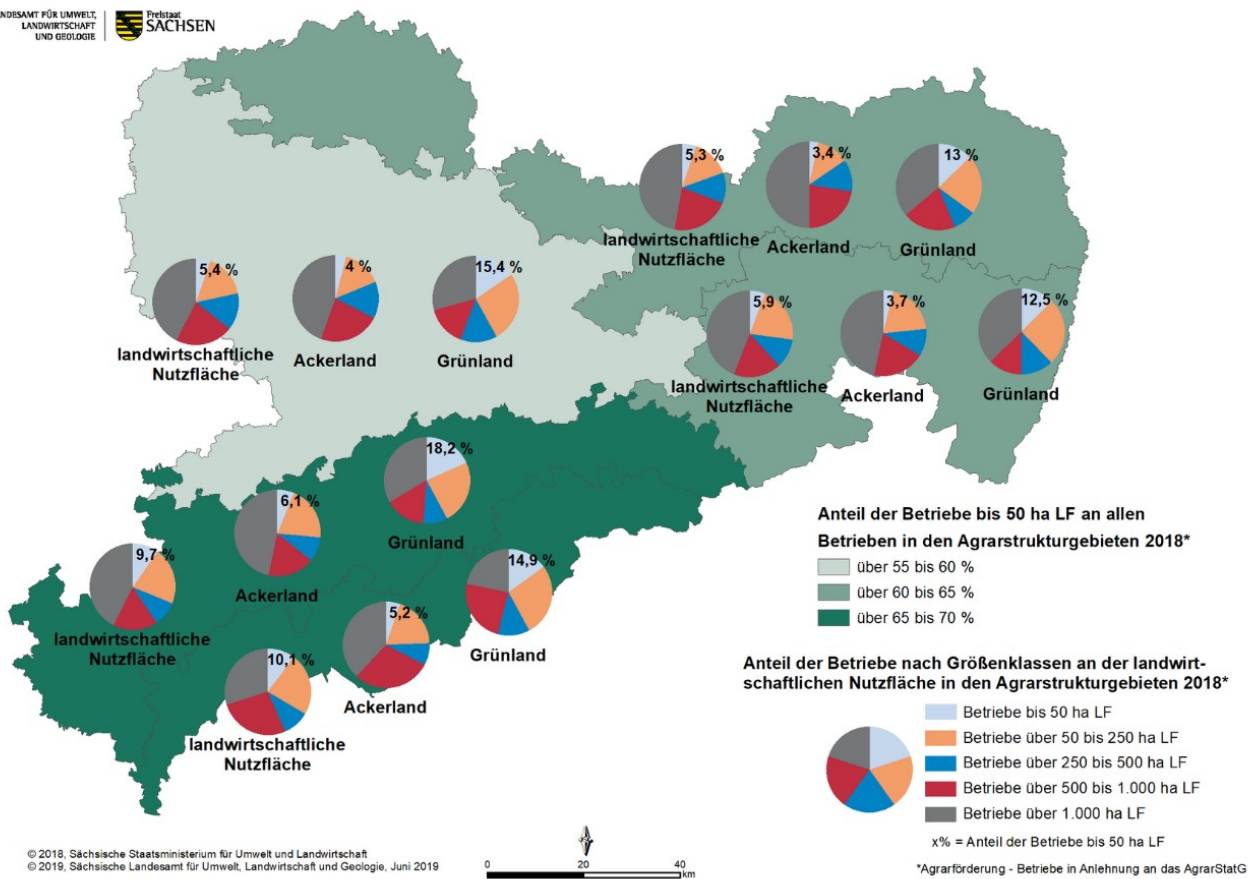 LANDWIRTSCHAFT
UND GEOLOGIE
Freistaat
SACHSEN
5,3 %
landwirtschaftliche
Nutzfläche
3,4 %
Ackerland
13 %
Grünland
5,4 %
landwirtschaftliche
Nutzfläche
4 %
Ackerland
15,4 %
Grünland
5,9 %
landwirtschaftliche
Nutzfläche
3,7 %
Ackerland
12,5 %
Grünland
18,2 %
Grünland
6,1 %
Ackerland
9,7 %
landwirtschaftliche
Nutzfläche
14,9 %
Grünland
5,2 %
Ackerland
10,1 %
landwirtschaftliche
Nutzfläche
Anteil der Betriebe bis 50 ha LF an allen
Betrieben in den Agrarstrukturgebieten 2018*
über 55 bis 60 %
über 60 bis 65 %
über 65 bis 70 %
Anteil der Betriebe nach Größenklassen an der landwirt-
schaftlichen Nutzfläche in den Agrarstrukturgebieten 2018*
Betriebe bis 50 ha LF
Betriebe über 50 bis 250 ha LF
Betriebe über 250 bis 500 ha LF
Betriebe über 500 bis 1.000 ha LF
Betriebe über 1.000 ha LF
x% = Anteil der Betriebe bis 50 ha LF
*Agrarförderung - Betriebe in Anlehnung an das AgrarStatG
© 2018, Sächsische Staatsministerium für Umwelt und Landwirtschaft
© 2019, Sächsische Landesamt für Umwelt, Landwirtschaft und Geologie, Juni 2019
0 20 40
km